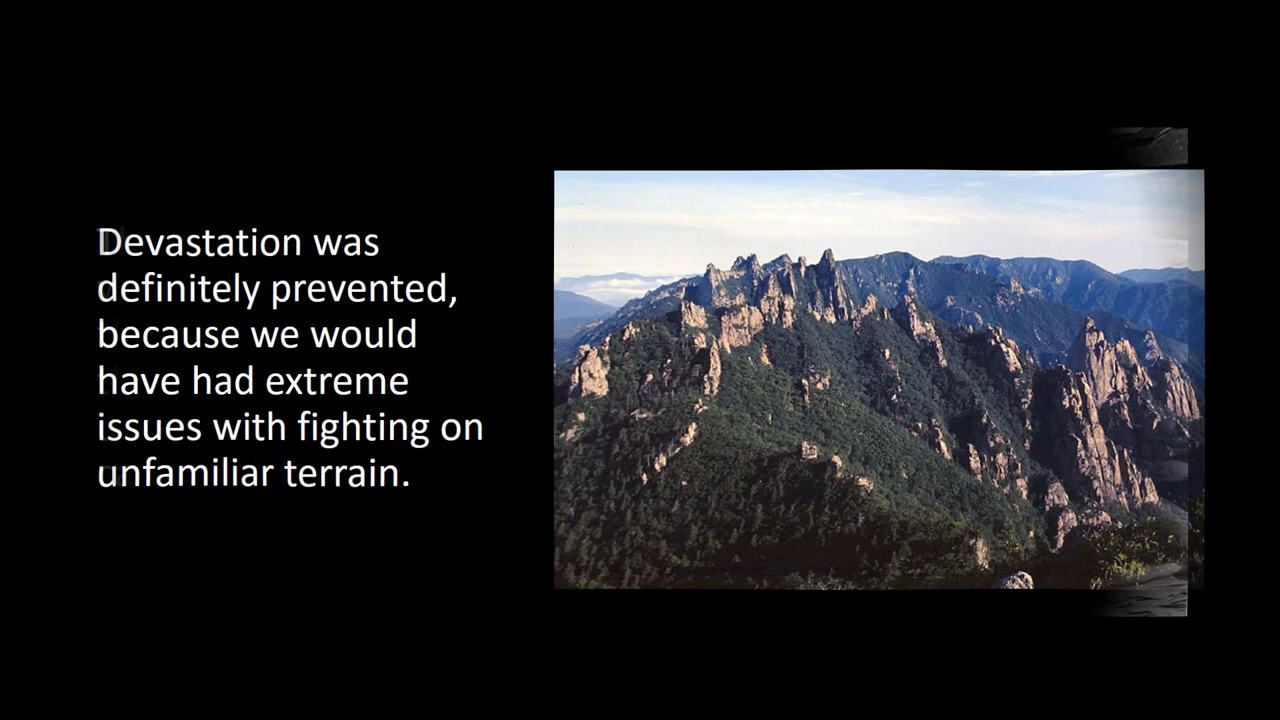 Devastation was
definitely prevented,
because we would
have had extreme
issues with fighting on
unfamiliar terrain.